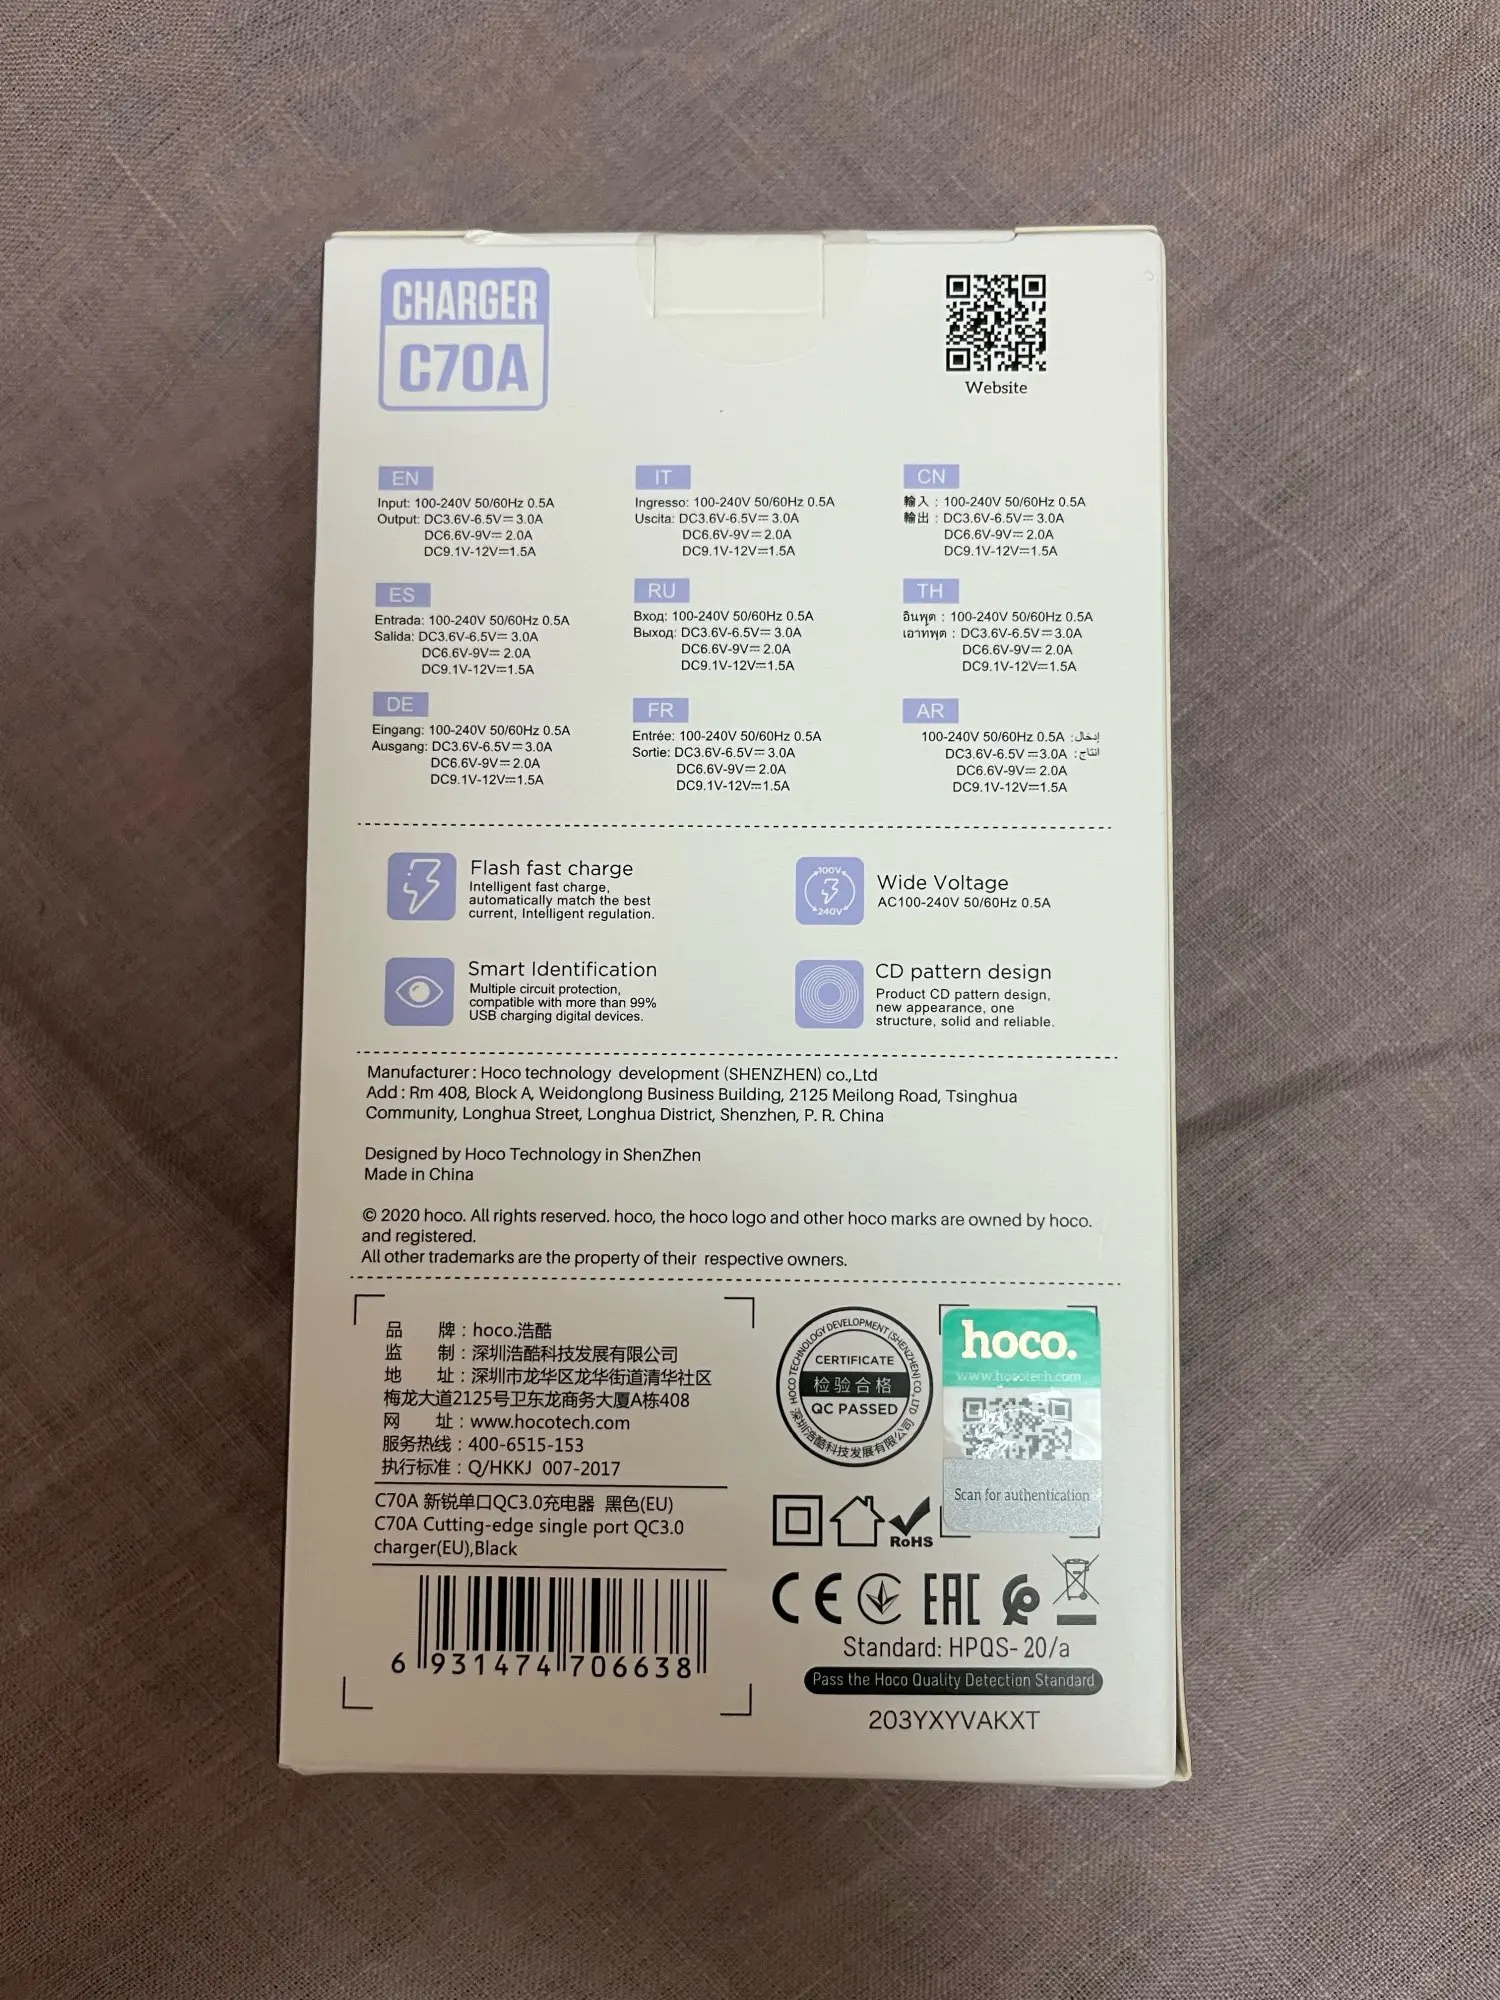 CHARGER
C70A
Website
EN
Input: 100-240V 50/60Hz 0.5A
Output: DC3.6V-6.5V⎓3.0A
DC6.6V-9V⎓2.0A
DC9.1V-12V⎓1.5A
IT
Ingresso: 100-240V 50/60Hz 0.5A
Uscita: DC3.6V-6.5V⎓3.0A
DC6.6V-9V⎓2.0A
DC9.1V-12V⎓1.5A
CN
輸入：100-240V 50/60Hz 0.5A
輸出：DC3.6V-6.5V⎓3.0A
DC6.6V-9V⎓2.0A
DC9.1V-12V⎓1.5A
ES
Entrada: 100-240V 50/60Hz 0.5A
Salida: DC3.6V-6.5V⎓3.0A
DC6.6V-9V⎓2.0A
DC9.1V-12V⎓1.5A
RU
Вход: 100-240V 50/60Hz 0.5A
Выход: DC3.6V-6.5V⎓3.0A
DC6.6V-9V⎓2.0A
DC9.1V-12V⎓1.5A
TH
อินพุต : 100-240V 50/60Hz 0.5A
เอาทพุต : DC3.6V-6.5V⎓3.0A
DC6.6V-9V⎓2.0A
DC9.1V-12V⎓1.5A
DE
Eingang: 100-240V 50/60Hz 0.5A
Ausgang: DC3.6V-6.5V⎓3.0A
DC6.6V-9V⎓2.0A
DC9.1V-12V⎓1.5A
FR
Entrée: 100-240V 50/60Hz 0.5A
Sortie: DC3.6V-6.5V⎓3.0A
DC6.6V-9V⎓2.0A
DC9.1V-12V⎓1.5A
AR
إدخال: 100-240V 50/60Hz 0.5A
انتاج: DC3.6V-6.5V⎓3.0A
DC6.6V-9V⎓2.0A
DC9.1V-12V⎓1.5A
Flash fast charge
Intelligent fast charge,
automatically match the best
current, Intelligent regulation.
100V
240V
Wide Voltage
AC100-240V 50/60Hz 0.5A
Smart Identification
Multiple circuit protection,
compatible with more than 99%
USB charging digital devices.
CD pattern design
Product CD pattern design,
new appearance, one
structure, solid and reliable.
Manufacturer : Hoco technology development (SHENZHEN) co.,Ltd
Add : Rm 408, Block A, Weidonglong Business Building, 2125 Meilong Road, Tsinghua
Community, Longhua Street, Longhua District, Shenzhen, P. R. China
Designed by Hoco Technology in ShenZhen
Made in China
© 2020 hoco. All rights reserved. hoco, the hoco logo and other hoco marks are owned by hoco.
and registered.
All other trademarks are the property of their respective owners.
品 牌：hoco.浩酷
监 制：深圳浩酷科技发展有限公司
地 址：深圳市龙华区龙华街道清华社区
梅龙大道2125号卫东龙商务大厦A栋408
网 址：www.hocotech.com
服务热线：400-6515-153
执行标准：Q/HKKJ 007-2017
C70A 新锐单口QC3.0充电器 黑色(EU)
C70A Cutting-edge single port QC3.0
charger(EU),Black
6 931474 706638
HOCO TECHNOLOGY DEVELOPMENT (SHENZHEN) CO., LTD
CERTIFICATE
检验合格
QC PASSED
深圳浩酷科技发展有限公司
hoco.
www.hocotech.com
Scan for authentication
RoHS
CE EAC
Standard: HPQS- 20/a
Pass the Hoco Quality Detection Standard
203YXYVAKXT